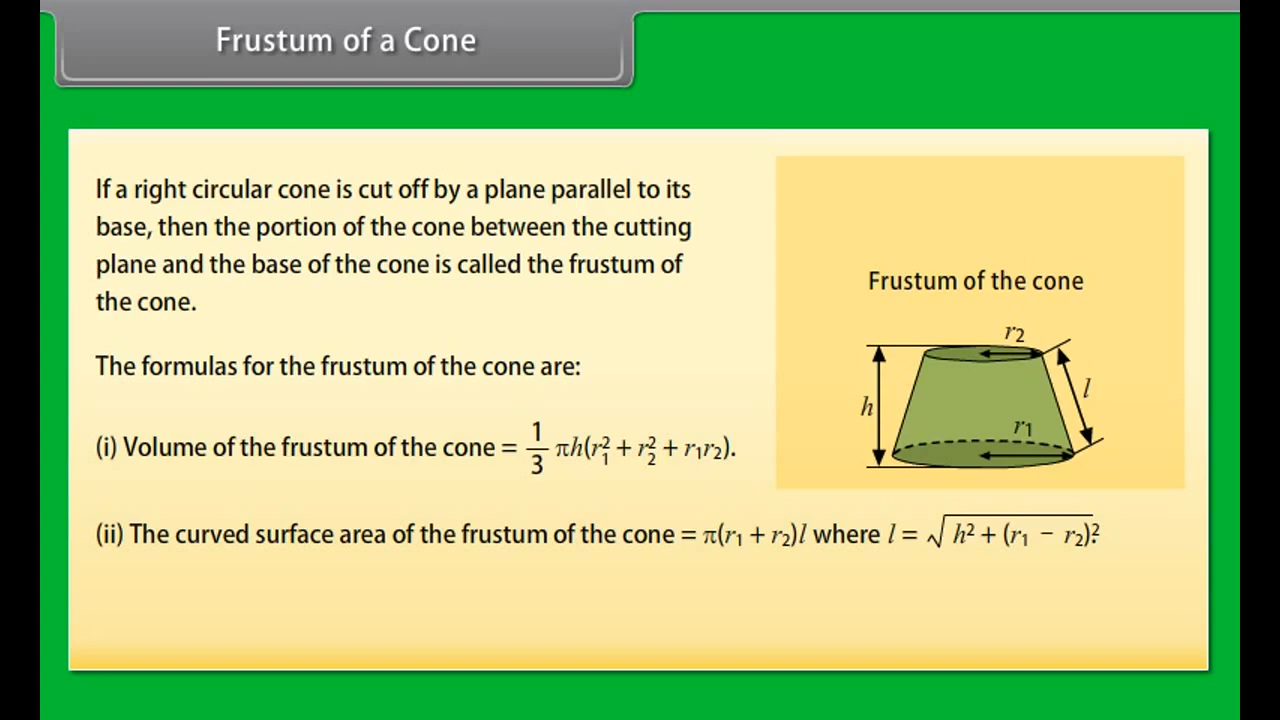 Frustum of a Cone
If a right circular cone is cut off by a plane parallel to its
base, then the portion of the cone between the cutting
plane and the base of the cone is called the frustum of
the cone.
The formulas for the frustum of the cone are:
(i) Volume of the frustum of the cone = 1/3 πh(r₁² + r₂² + r₁r₂).
(ii) The curved surface area of the frustum of the cone = π(r₁ + r₂)l where l = √(h² + (r₁ − r₂)²).
Frustum of the cone
r₂
h
l
r₁